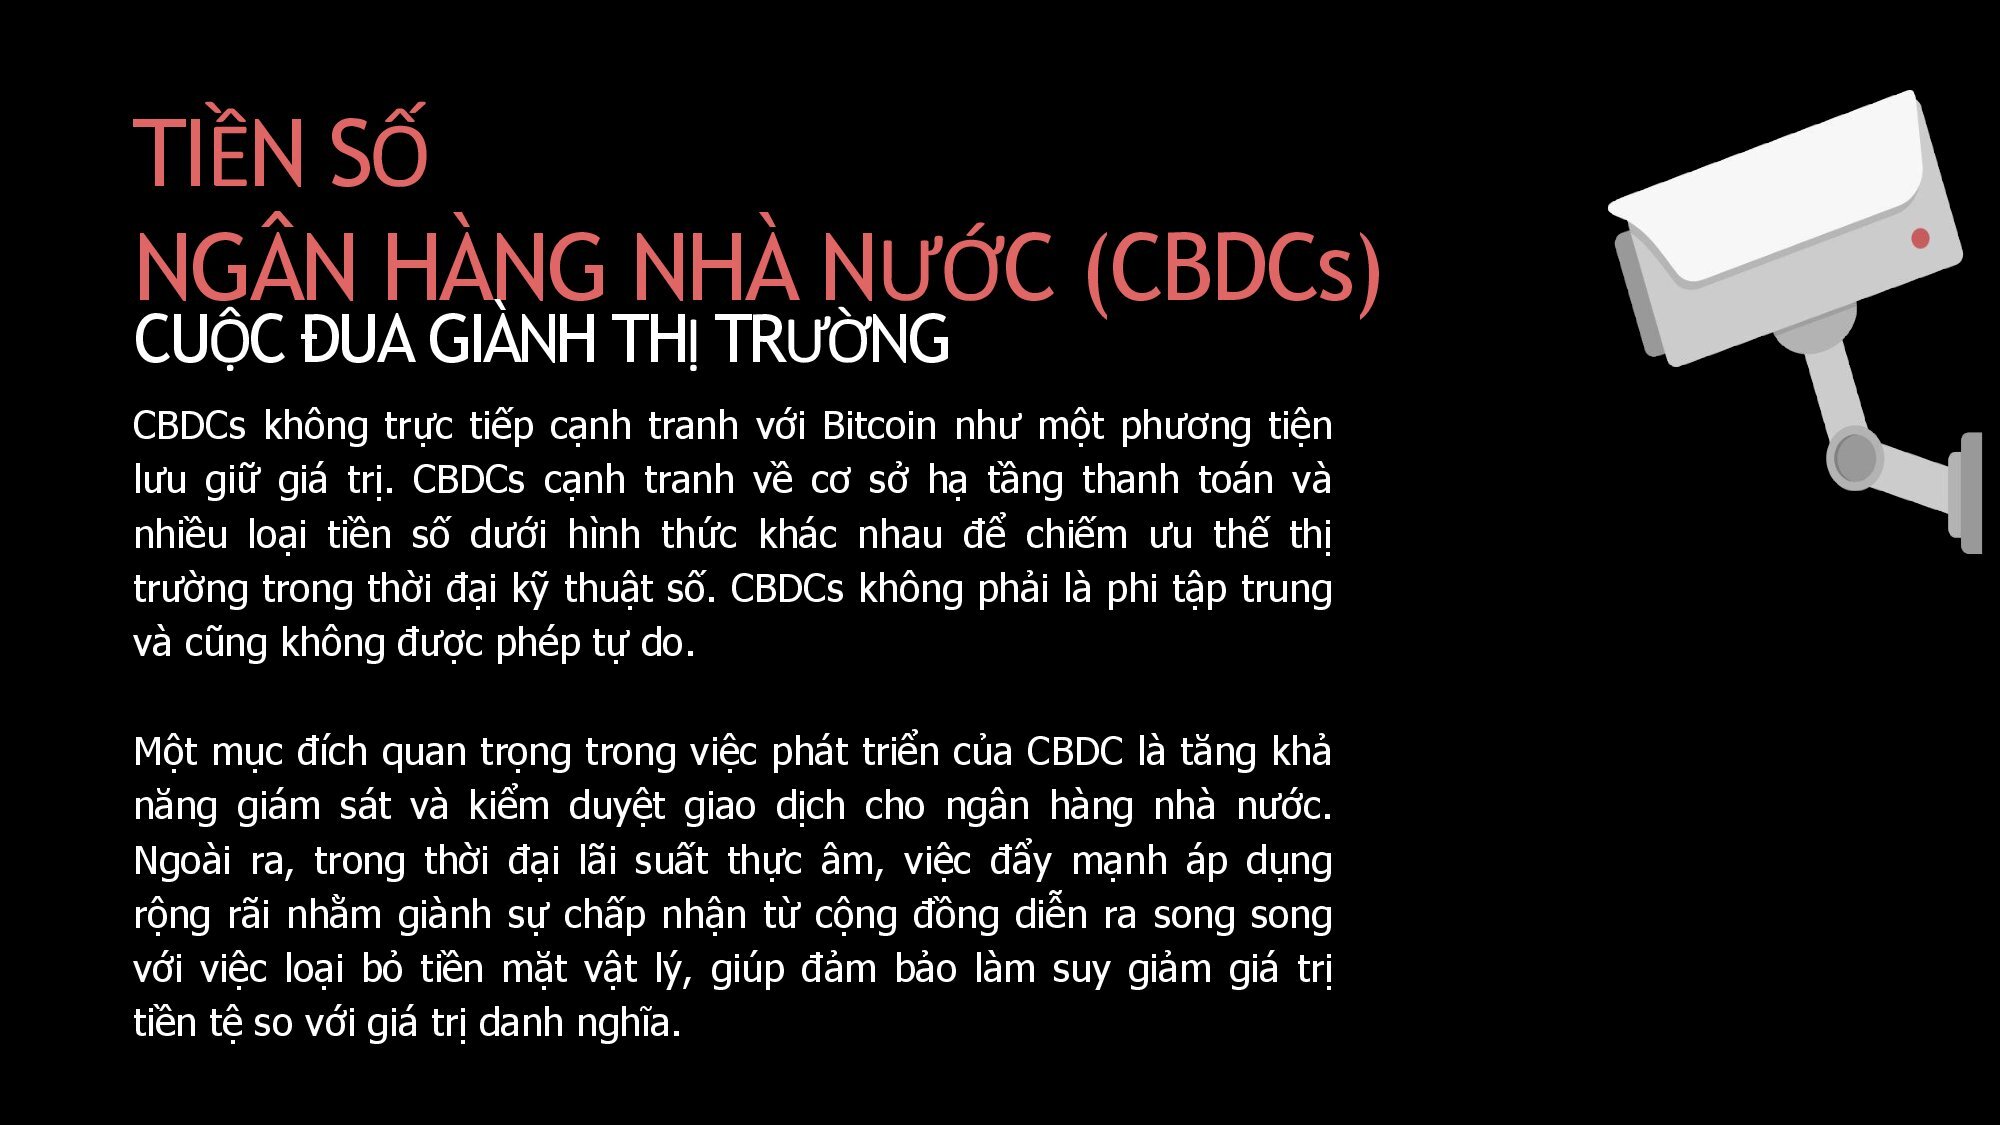 TIỀN SỐ
NGÂN HÀNG NHÀ NƯỚC (CBDCs)
CUỘC ĐUA GIÀNH THỊ TRƯỜNG
CBDCs không trực tiếp cạnh tranh với Bitcoin như một phương tiện
lưu giữ giá trị. CBDCs cạnh tranh về cơ sở hạ tầng thanh toán và
nhiều loại tiền số dưới hình thức khác nhau để chiếm ưu thế thị
trường trong thời đại kỹ thuật số. CBDCs không phải là phi tập trung
và cũng không được phép tự do.
Một mục đích quan trọng trong việc phát triển của CBDC là tăng khả
năng giám sát và kiểm duyệt giao dịch cho ngân hàng nhà nước.
Ngoài ra, trong thời đại lãi suất thực âm, việc đẩy mạnh áp dụng
rộng rãi nhằm giành sự chấp nhận từ cộng đồng diễn ra song song
với việc loại bỏ tiền mặt vật lý, giúp đảm bảo làm suy giảm giá trị
tiền tệ so với giá trị danh nghĩa.